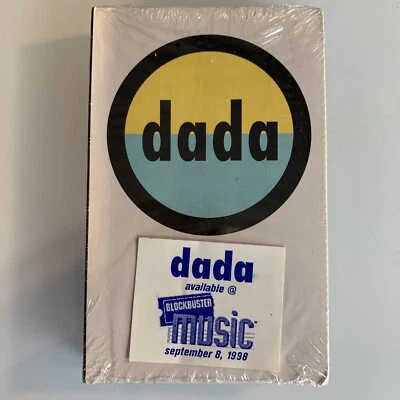 dada
dada
available @
BLOCKBUSTER
music
september 8, 1998